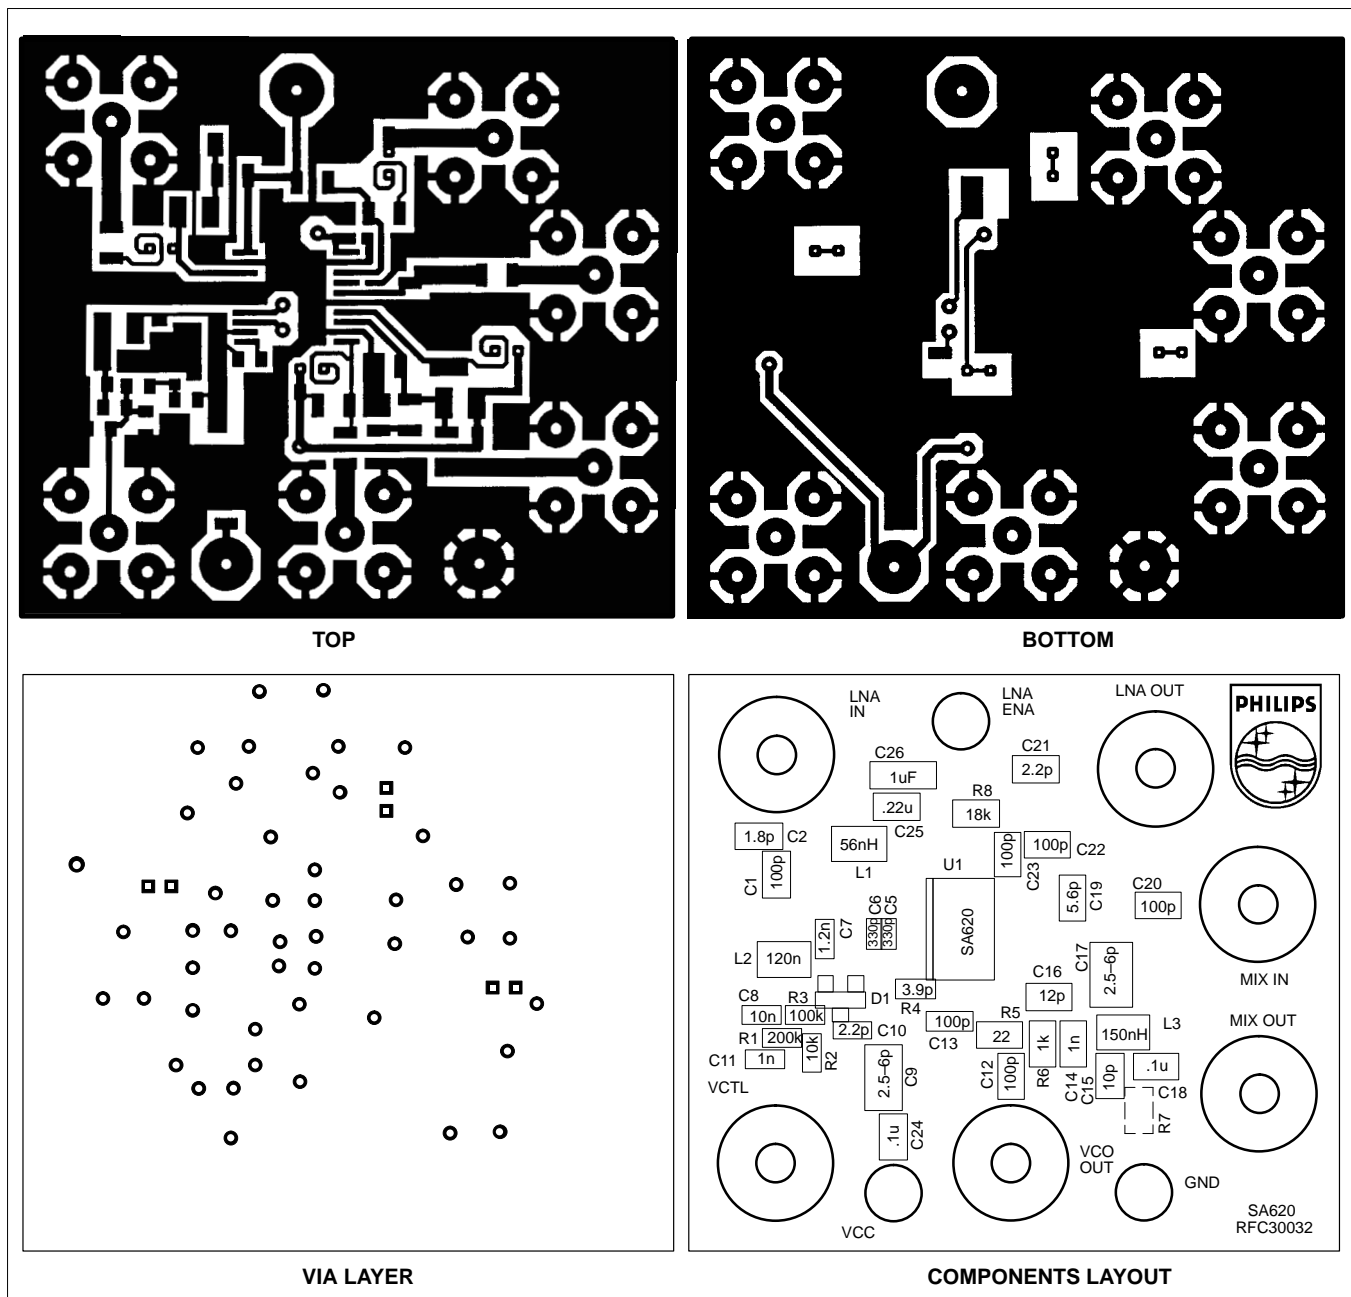 TOP
BOTTOM
LNA
IN
LNA
ENA
LNA OUT
PHILIPS
C26
1uF
C21
2.2p
.22u
C25
R8
18k
1.8p
C2
56nH
L1
100p
C1
U1
SA620
100p
C23
100p
C22
5.6p
C19
C20
100p
MIX IN
1.2n
C7
C6
330p
C5
330p
L2
120n
C17
2.5–6p
C16
12p
3.9p
R4
D1
C8
10n
R3
100k
2.2p
C10
R1
200k
10k
R2
C11
1n
VCTL
100p
C13
R5
22
1k
R6
1n
C14
150nH
L3
MIX OUT
C12
100p
C15
10p
.1u
C18
R7
2.5–6p
C9
.1u
C24
VCO
OUT
GND
VCC
SA620
RFC30032
VIA LAYER
COMPONENTS LAYOUT